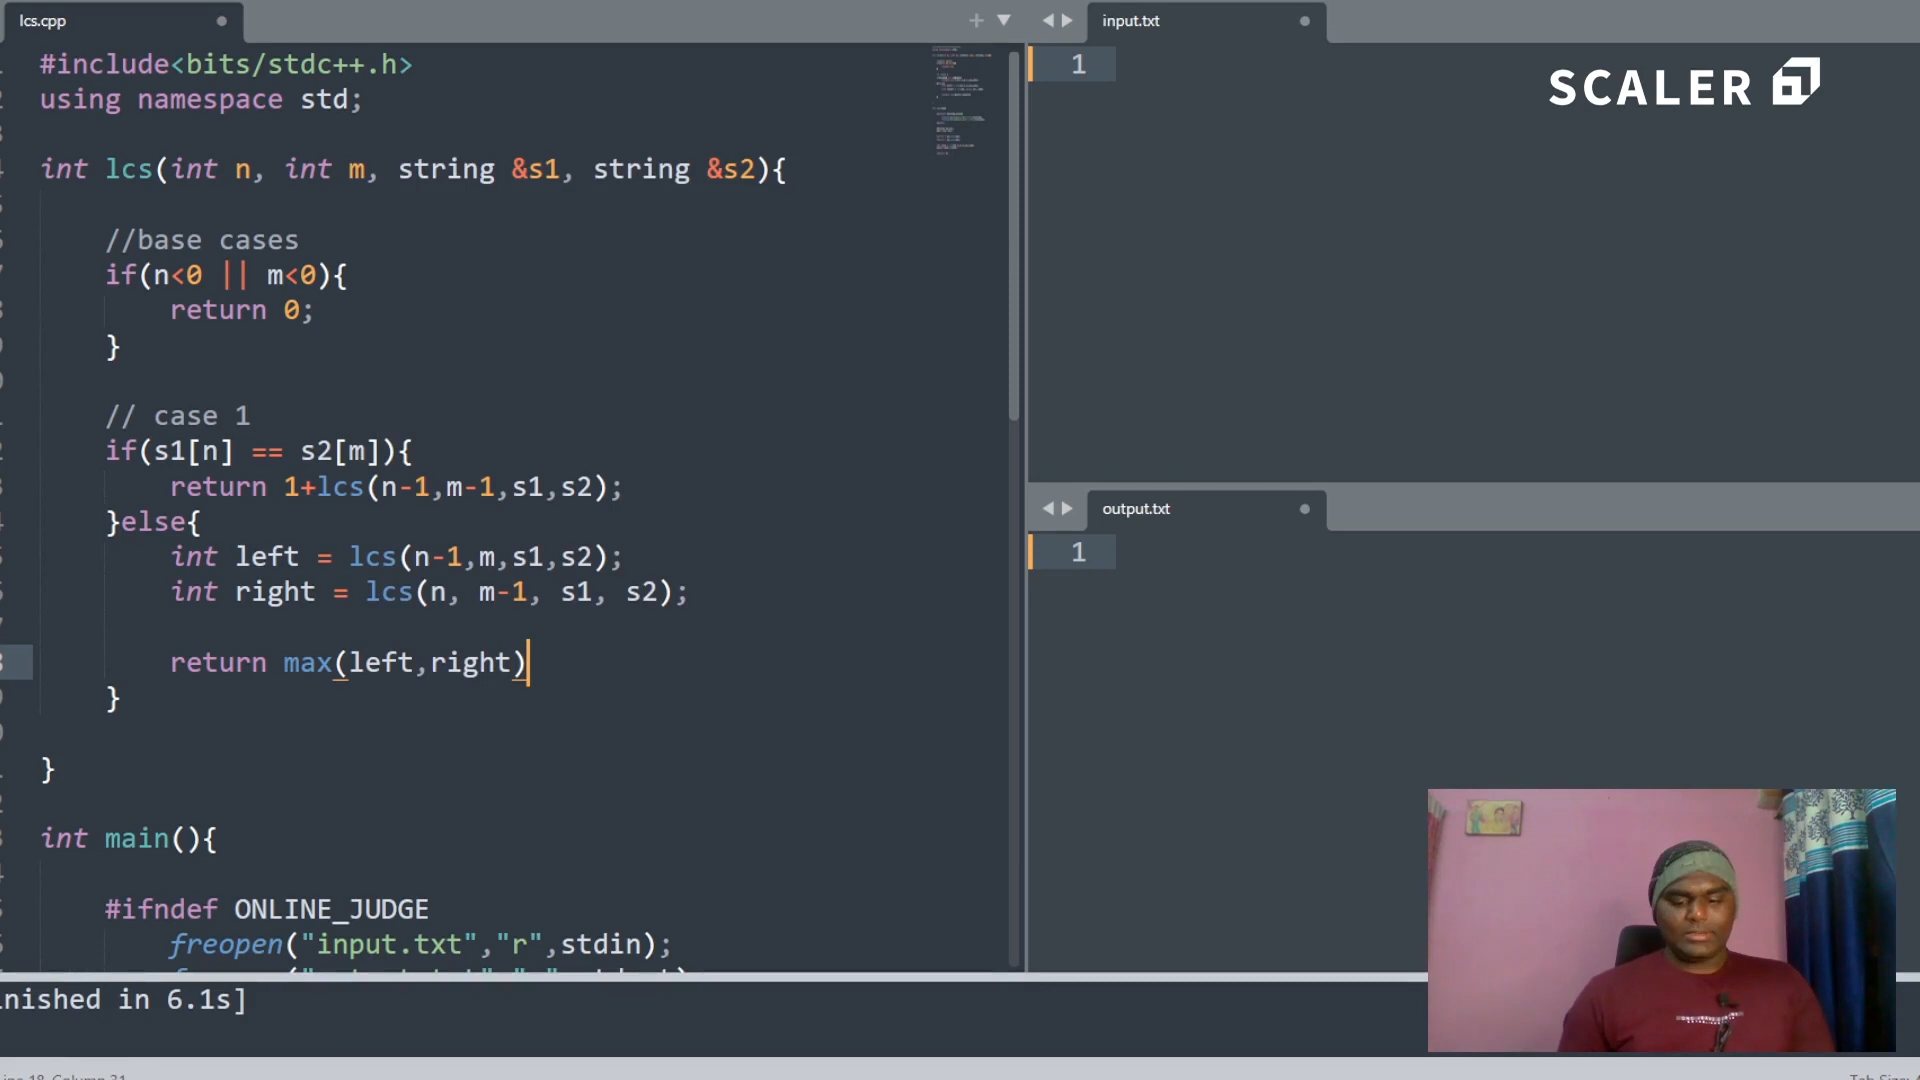 lcs.cpp
#include<bits/stdc++.h>
using namespace std;
int lcs(int n, int m, string &s1, string &s2){
//base cases
if(n<0 || m<0){
return 0;
}
// case 1
if(s1[n] == s2[m]){
return 1+lcs(n-1,m-1,s1,s2);
}else{
int left = lcs(n-1,m,s1,s2);
int right = lcs(n, m-1, s1, s2);
return max(left,right)
}
}
int main(){
#ifndef ONLINE_JUDGE
freopen("input.txt","r",stdin);
nished in 6.1s]
input.txt
1
SCALER
output.txt
1